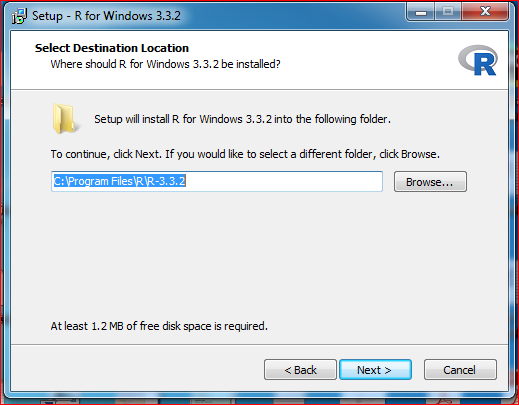 Setup - R for Windows 3.3.2
Select Destination Location
Where should R for Windows 3.3.2 be installed?
R
Setup will install R for Windows 3.3.2 into the following folder.
To continue, click Next. If you would like to select a different folder, click Browse.
C:\Program Files\R\R-3.3.2 Browse...
At least 1.2 MB of free disk space is required.
< Back Next > Cancel